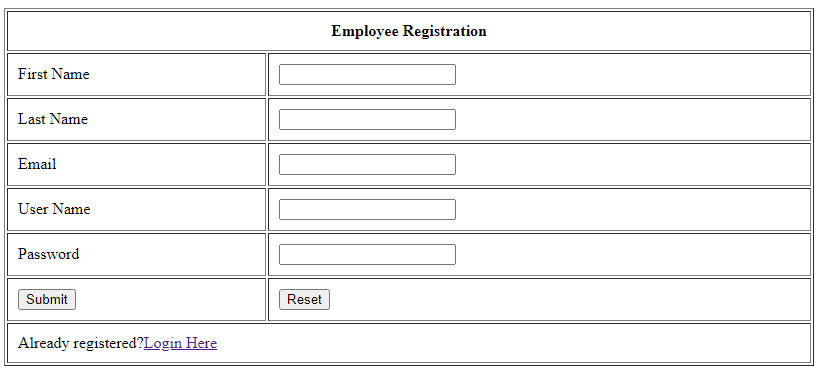 Employee Registration
First Name
Last Name
Email
User Name
Password
Submit Reset
Already registered?Login Here